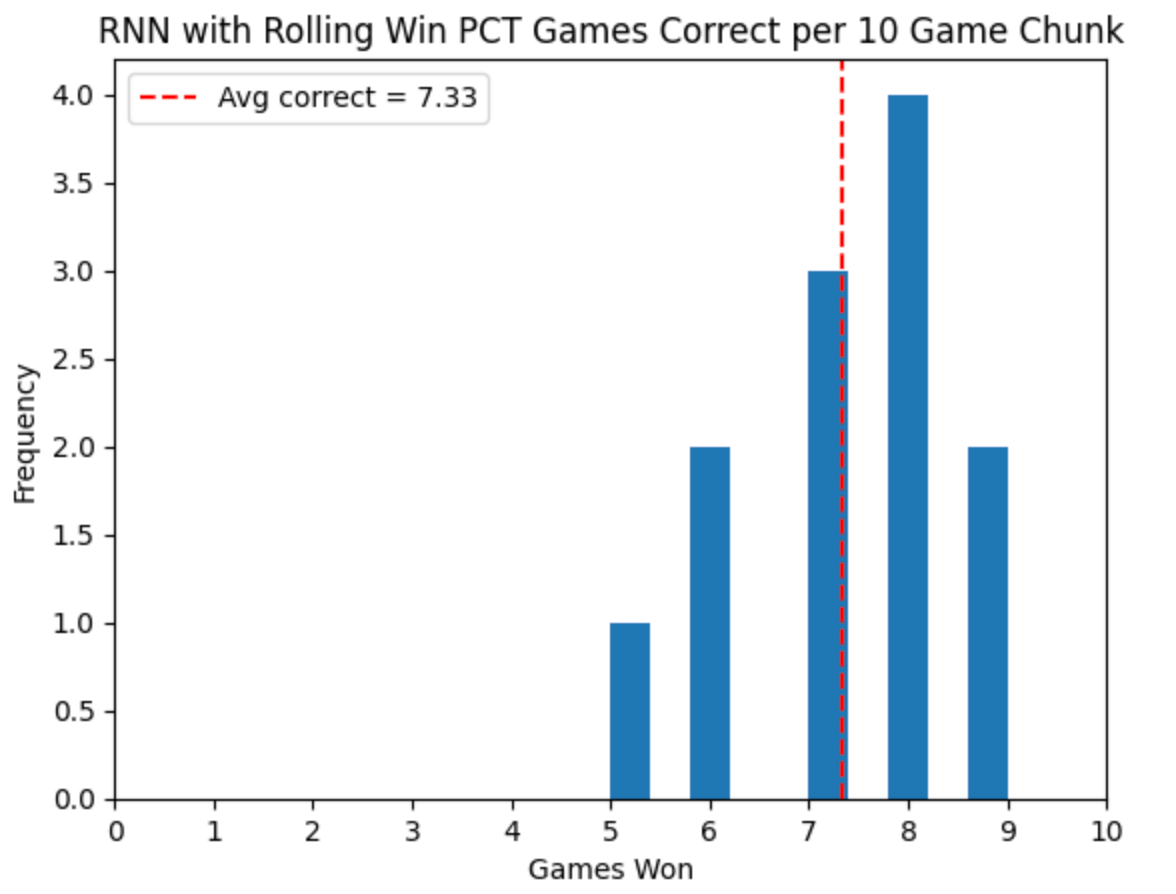 RNN with Rolling Win PCT Games Correct per 10 Game Chunk
Avg correct = 7.33
4.0
3.5
3.0
2.5
2.0
1.5
1.0
0.5
0.0
Frequency
0 1 2 3 4 5 6 7 8 9 10
Games Won